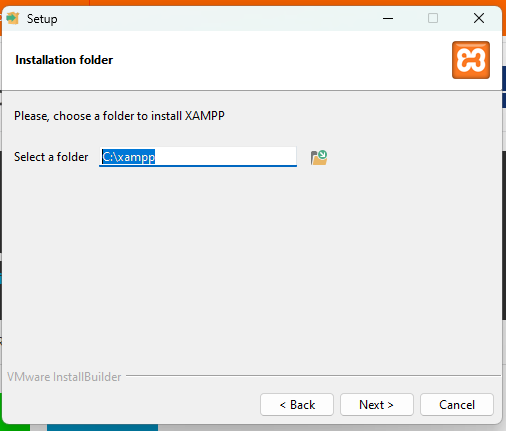 Setup
Installation folder
Please, choose a folder to install XAMPP
Select a folder C:\xampp
VMware InstallBuilder
< Back Next > Cancel